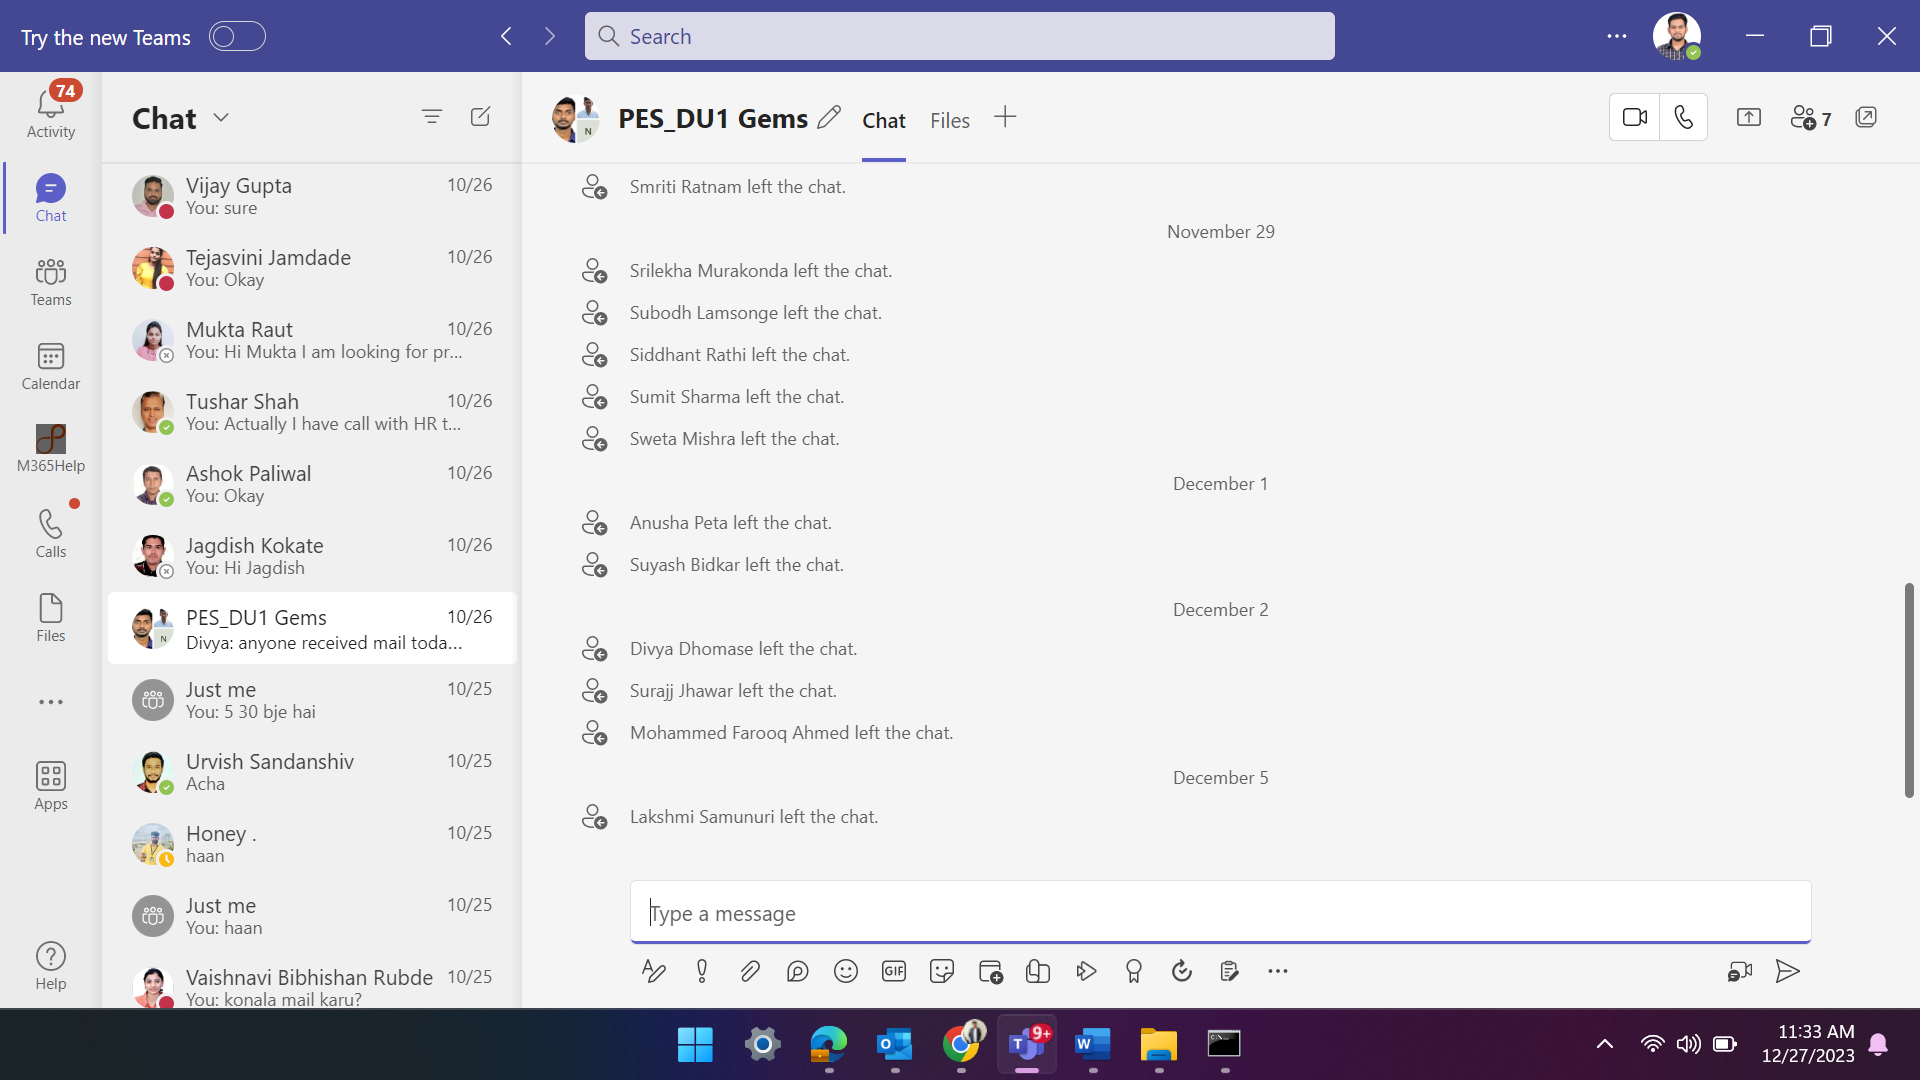 Try the new Teams
Search
74
Activity
Chat
Teams
Calendar
M365Help
Calls
Files
Apps
Help
Chat
Vijay Gupta 10/26
You: sure
Tejasvini Jamdade 10/26
You: Okay
Mukta Raut 10/26
You: Hi Mukta I am looking for pr...
Tushar Shah 10/26
You: Actually I have call with HR t...
Ashok Paliwal 10/26
You: Okay
Jagdish Kokate 10/26
You: Hi Jagdish
N
PES_DU1 Gems 10/26
Divya: anyone received mail toda...
Just me 10/25
You: 5 30 bje hai
Urvish Sandanshiv 10/25
Acha
Honey . 10/25
haan
Just me 10/25
You: haan
Vaishnavi Bibhishan Rubde 10/25
You: konala mail karu?
N
PES_DU1 Gems
Chat
Files
7
Smriti Ratnam left the chat.
November 29
Srilekha Murakonda left the chat.
Subodh Lamsonge left the chat.
Siddhant Rathi left the chat.
Sumit Sharma left the chat.
Sweta Mishra left the chat.
December 1
Anusha Peta left the chat.
Suyash Bidkar left the chat.
December 2
Divya Dhomase left the chat.
Surajj Jhawar left the chat.
Mohammed Farooq Ahmed left the chat.
December 5
Lakshmi Samunuri left the chat.
Type a message
GIF
O
T
9+
W
11:33 AM
12/27/2023